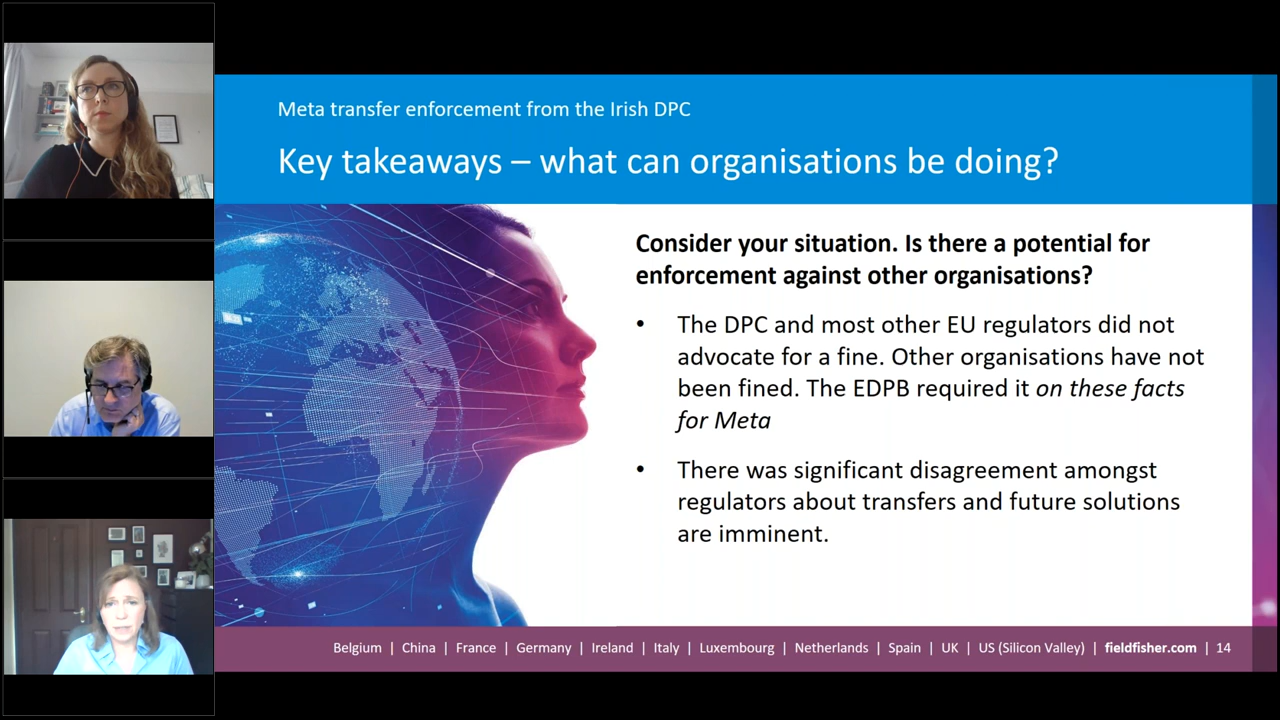 Meta transfer enforcement from the Irish DPC
Key takeaways – what can organisations be doing?
Consider your situation. Is there a potential for
enforcement against other organisations?
• The DPC and most other EU regulators did not
advocate for a fine. Other organisations have not
been fined. The EDPB required it on these facts
for Meta
• There was significant disagreement amongst
regulators about transfers and future solutions
are imminent.
Belgium | China | France | Germany | Ireland | Italy | Luxembourg | Netherlands | Spain | UK | US (Silicon Valley) | fieldfisher.com | 14